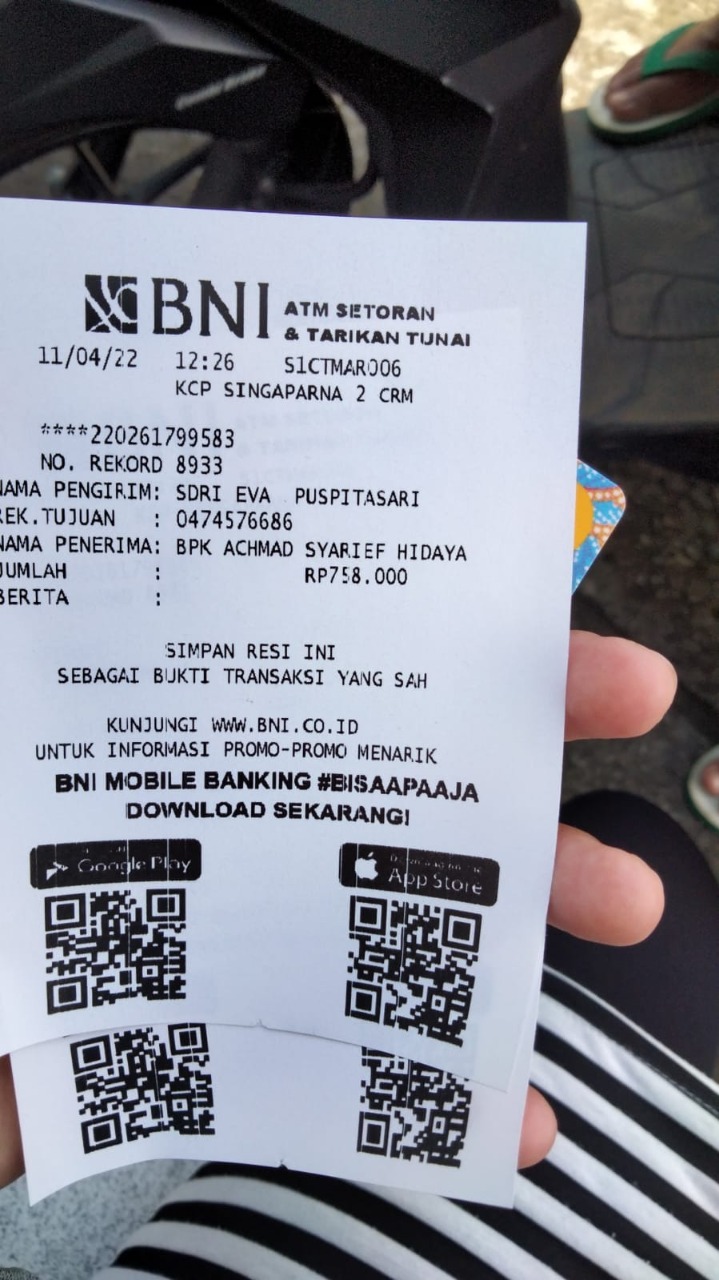 BNI ATM SETORAN
& TARIKAN TUNAI
11/04/22 12:26 S1CTMAR006
KCP SINGAPARNA 2 CRM
****220261799583
NO. REKORD 8933
NAMA PENGIRIM: SDRI EVA PUSPITASARI
REK.TUJUAN : 0474576686
NAMA PENERIMA: BPK ACHMAD SYARIEF HIDAYA
JUMLAH : RP758.000
BERITA :
SIMPAN RESI INI
SEBAGAI BUKTI TRANSAKSI YANG SAH
KUNJUNGI WWW.BNI.CO.ID
UNTUK INFORMASI PROMO-PROMO MENARIK
BNI MOBILE BANKING #BISAAPAAJA
DOWNLOAD SEKARANG!
Google Play
App Store